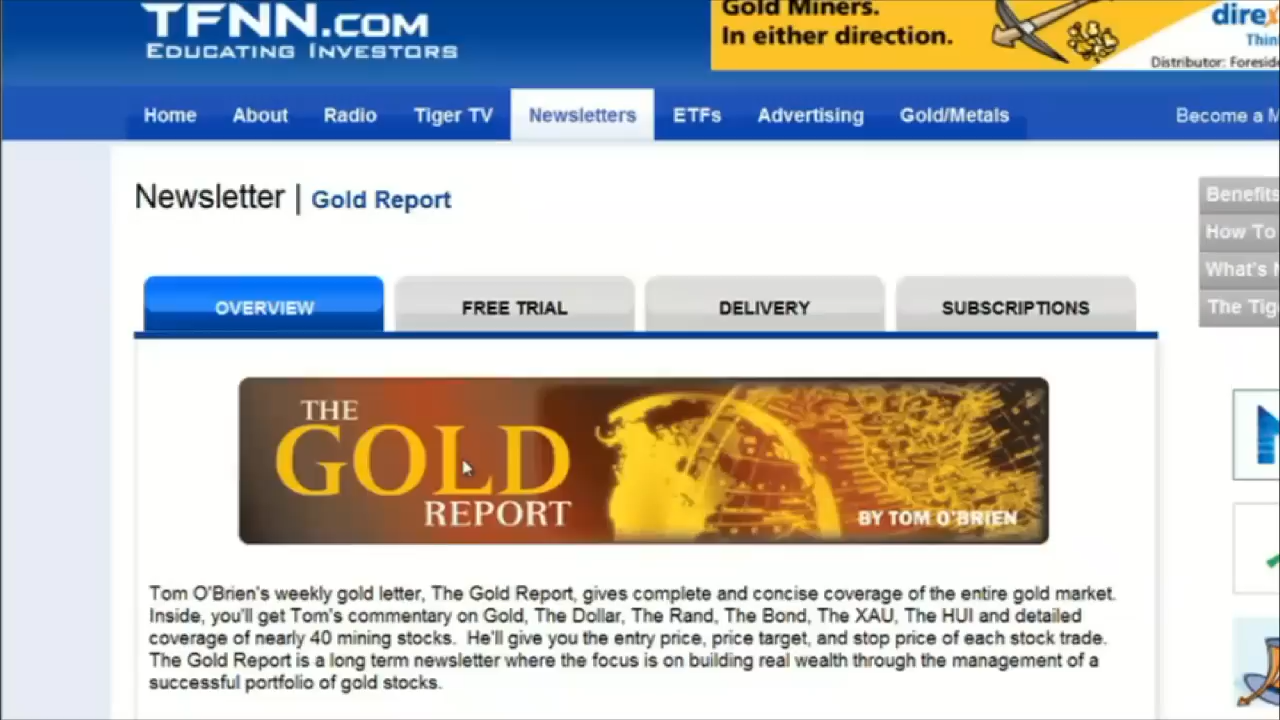 TFNN.COM
EDUCATING INVESTORS
Gold Miners.
In either direction.
Distributor:
Home About Radio Tiger TV Newsletters ETFs Advertising Gold/Metals Become a
Newsletter | Gold Report
Benefits
How To
What's
The
OVERVIEW FREE TRIAL DELIVERY SUBSCRIPTIONS
THE
GOLD
REPORT
BY TOM O'BRIEN
Tom O'Brien's weekly gold letter, The Gold Report, gives complete and concise coverage of the entire gold market.
Inside, you'll get Tom's commentary on Gold, The Dollar, The Rand, The Bond, The XAU, The HUI and detailed
coverage of nearly 40 mining stocks. He'll give you the entry price, price target, and stop price of each stock trade.
The Gold Report is a long term newsletter where the focus is on building real wealth through the management of a
successful portfolio of gold stocks.